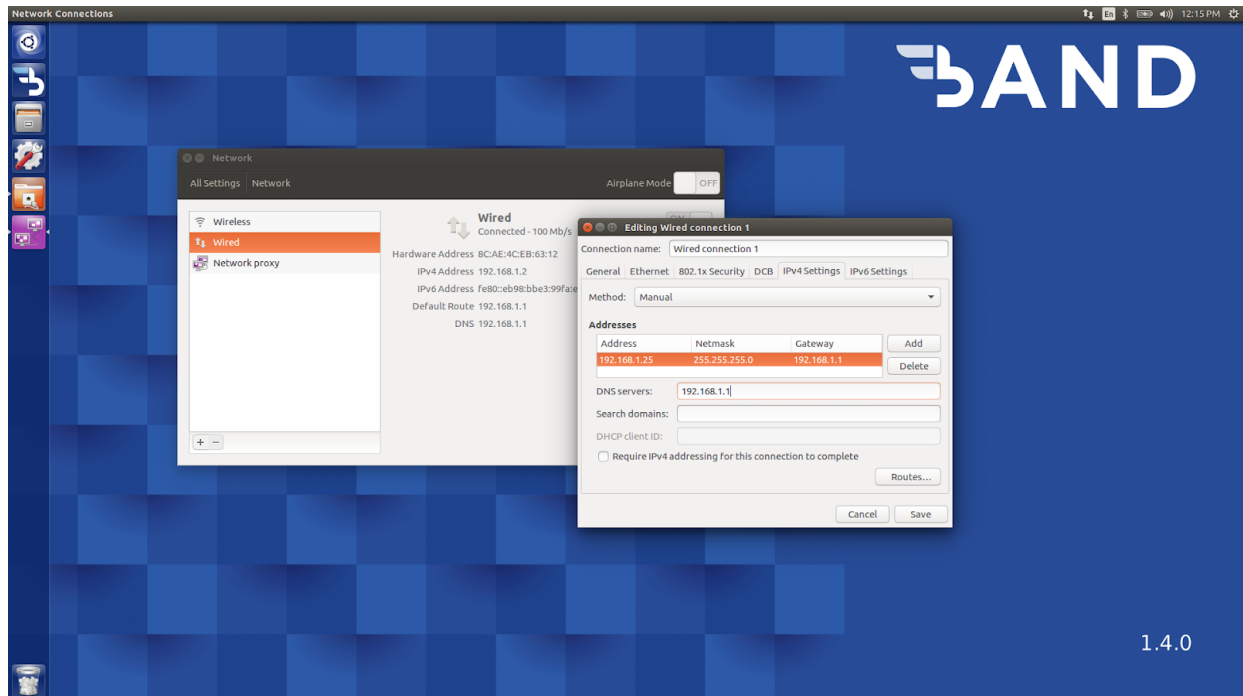 Network Connections
En
12:15 PM
BAND
Network
All Settings Network
Airplane Mode OFF
Wireless
Wired
Network proxy
Wired
Connected - 100 Mb/s
Hardware Address 8C:AE:4C:EB:63:12
IPv4 Address 192.168.1.2
IPv6 Address fe80::eb98:bbe3:99fa:
Default Route 192.168.1.1
DNS 192.168.1.1
Editing Wired connection 1
Connection name: Wired connection 1
General Ethernet 802.1x Security DCB IPv4 Settings IPv6 Settings
Method: Manual
Addresses
Address Netmask Gateway
192.168.1.25 255.255.255.0 192.168.1.1
Add
Delete
DNS servers: 192.168.1.1
Search domains:
DHCP client ID:
Require IPv4 addressing for this connection to complete
Routes...
Cancel Save
1.4.0